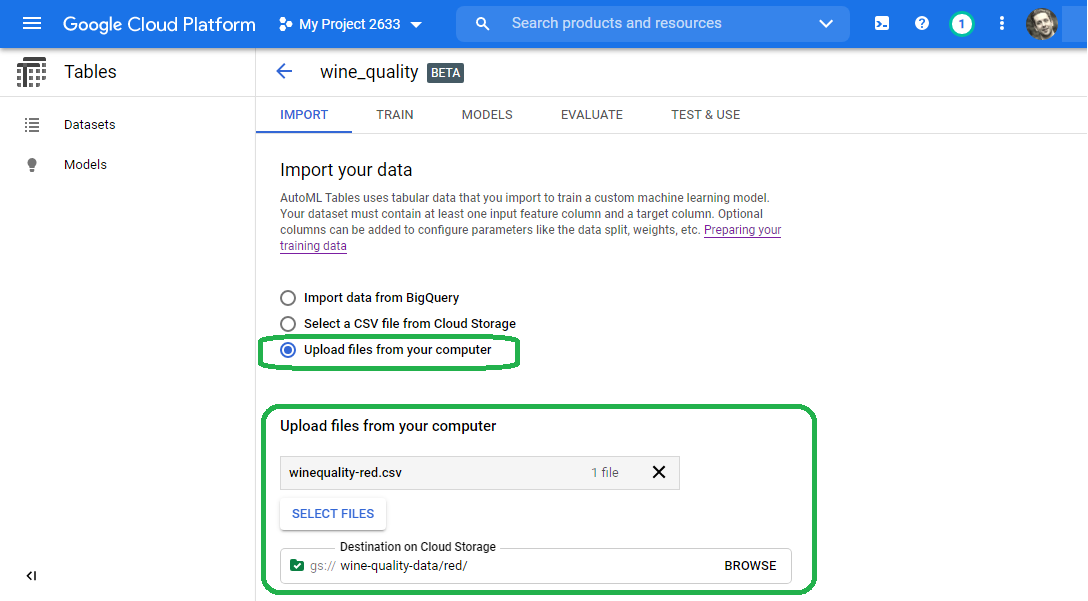 Google Cloud Platform My Project 2633 Search products and resources 1
Tables
wine_quality BETA
Datasets
Models
IMPORT TRAIN MODELS EVALUATE TEST & USE
Import your data
AutoML Tables uses tabular data that you import to train a custom machine learning model.
Your dataset must contain at least one input feature column and a target column. Optional
columns can be added to configure parameters like the data split, weights, etc. Preparing your
training data
Import data from BigQuery
Select a CSV file from Cloud Storage
Upload files from your computer
Upload files from your computer
winequality-red.csv 1 file
SELECT FILES
Destination on Cloud Storage
gs:// wine-quality-data/red/ BROWSE